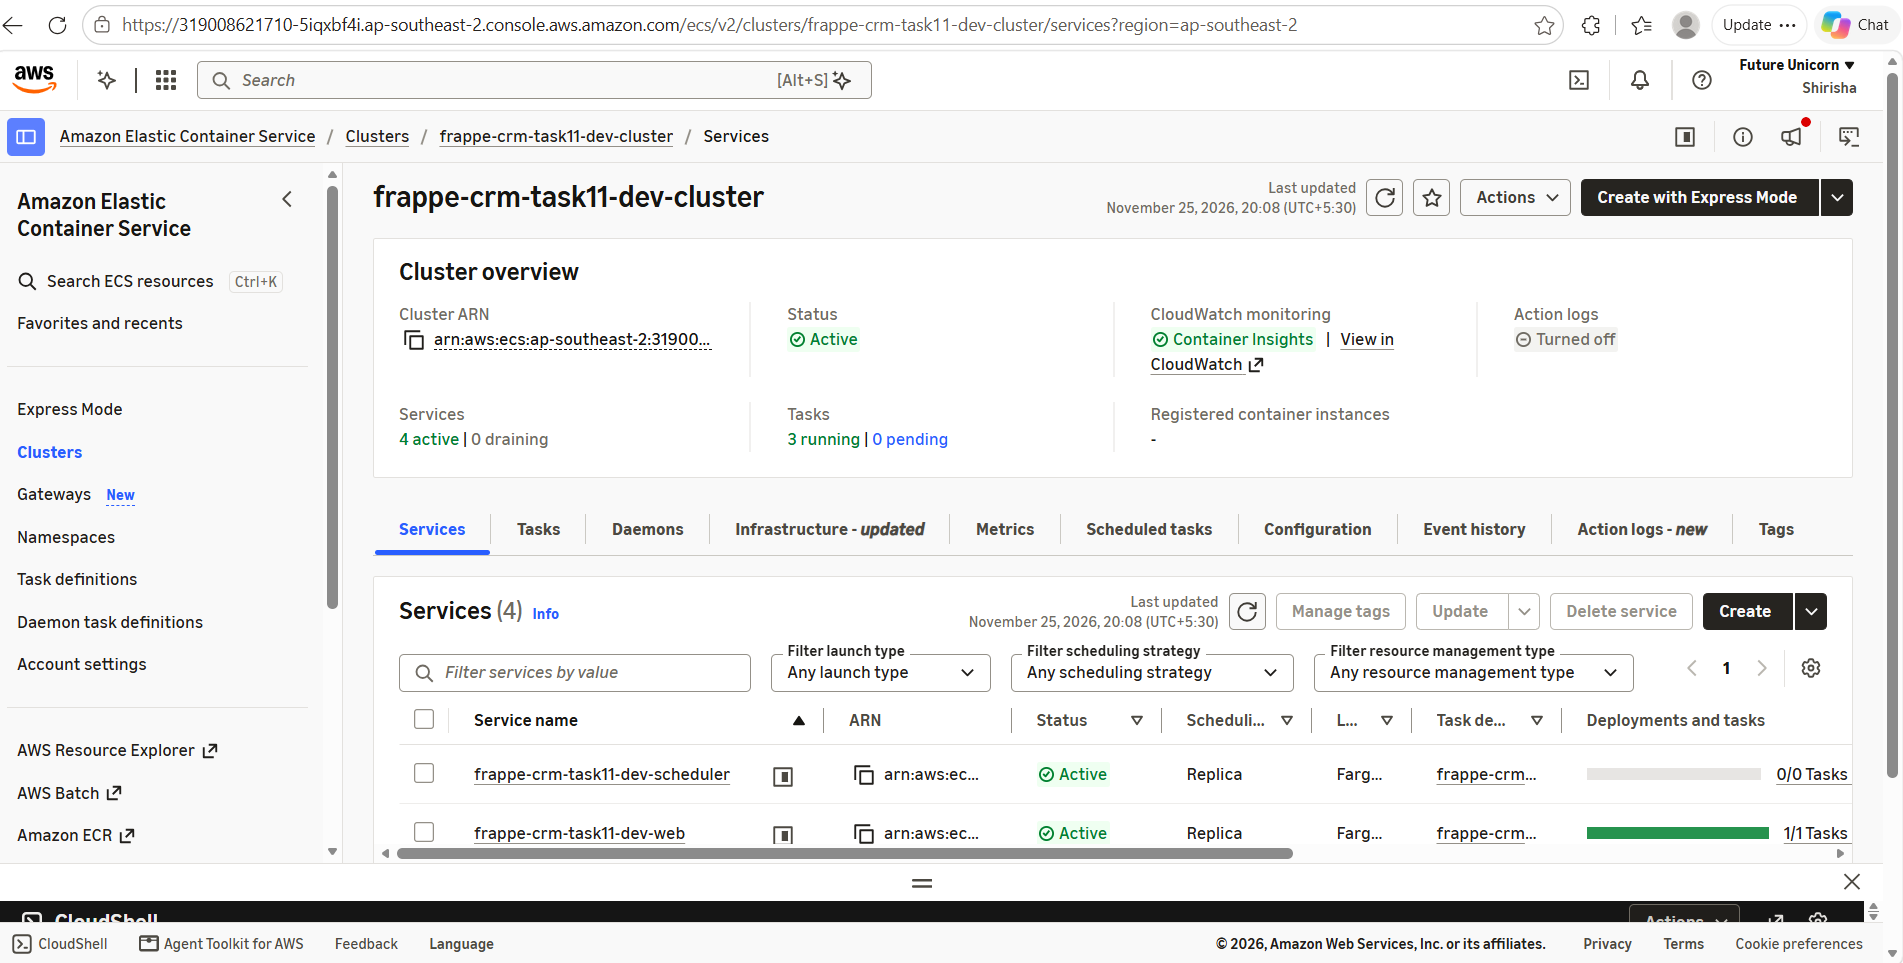 https://319008621710-5iqxbf4i.ap-southeast-2.console.aws.amazon.com/ecs/v2/clusters/frappe-crm-task11-dev-cluster/services?region=ap-southeast-2
Update
Chat
aws
Search
[Alt+S]
Future Unicorn
Shirisha
Amazon Elastic Container Service / Clusters / frappe-crm-task11-dev-cluster / Services
Amazon Elastic
Container Service
Search ECS resources
Ctrl+K
Favorites and recents
Express Mode
Clusters
Gateways New
Namespaces
Task definitions
Daemon task definitions
Account settings
AWS Resource Explorer
AWS Batch
Amazon ECR
frappe-crm-task11-dev-cluster
Last updated
November 25, 2026, 20:08 (UTC+5:30)
Actions
Create with Express Mode
Cluster overview
Cluster ARN
arn:aws:ecs:ap-southeast-2:31900...
Status
Active
CloudWatch monitoring
Container Insights | View in
CloudWatch
Action logs
Turned off
Services
4 active | 0 draining
Tasks
3 running | 0 pending
Registered container instances
-
Services
Tasks
Daemons
Infrastructure - updated
Metrics
Scheduled tasks
Configuration
Event history
Action logs - new
Tags
Services (4) Info
Last updated
November 25, 2026, 20:08 (UTC+5:30)
Manage tags
Update
Delete service
Create
Filter services by value
Filter launch type
Any launch type
Filter scheduling strategy
Any scheduling strategy
Filter resource management type
Any resource management type
1
Service name
ARN
Status
Scheduli...
L...
Task de...
Deployments and tasks
frappe-crm-task11-dev-scheduler
arn:aws:ec...
Active
Replica
Farg...
frappe-crm...
0/0 Tasks
frappe-crm-task11-dev-web
arn:aws:ec...
Active
Replica
Farg...
frappe-crm...
1/1 Tasks
CloudShell
Actions
CloudShell
Agent Toolkit for AWS
Feedback
Language
© 2026, Amazon Web Services, Inc. or its affiliates.
Privacy
Terms
Cookie preferences